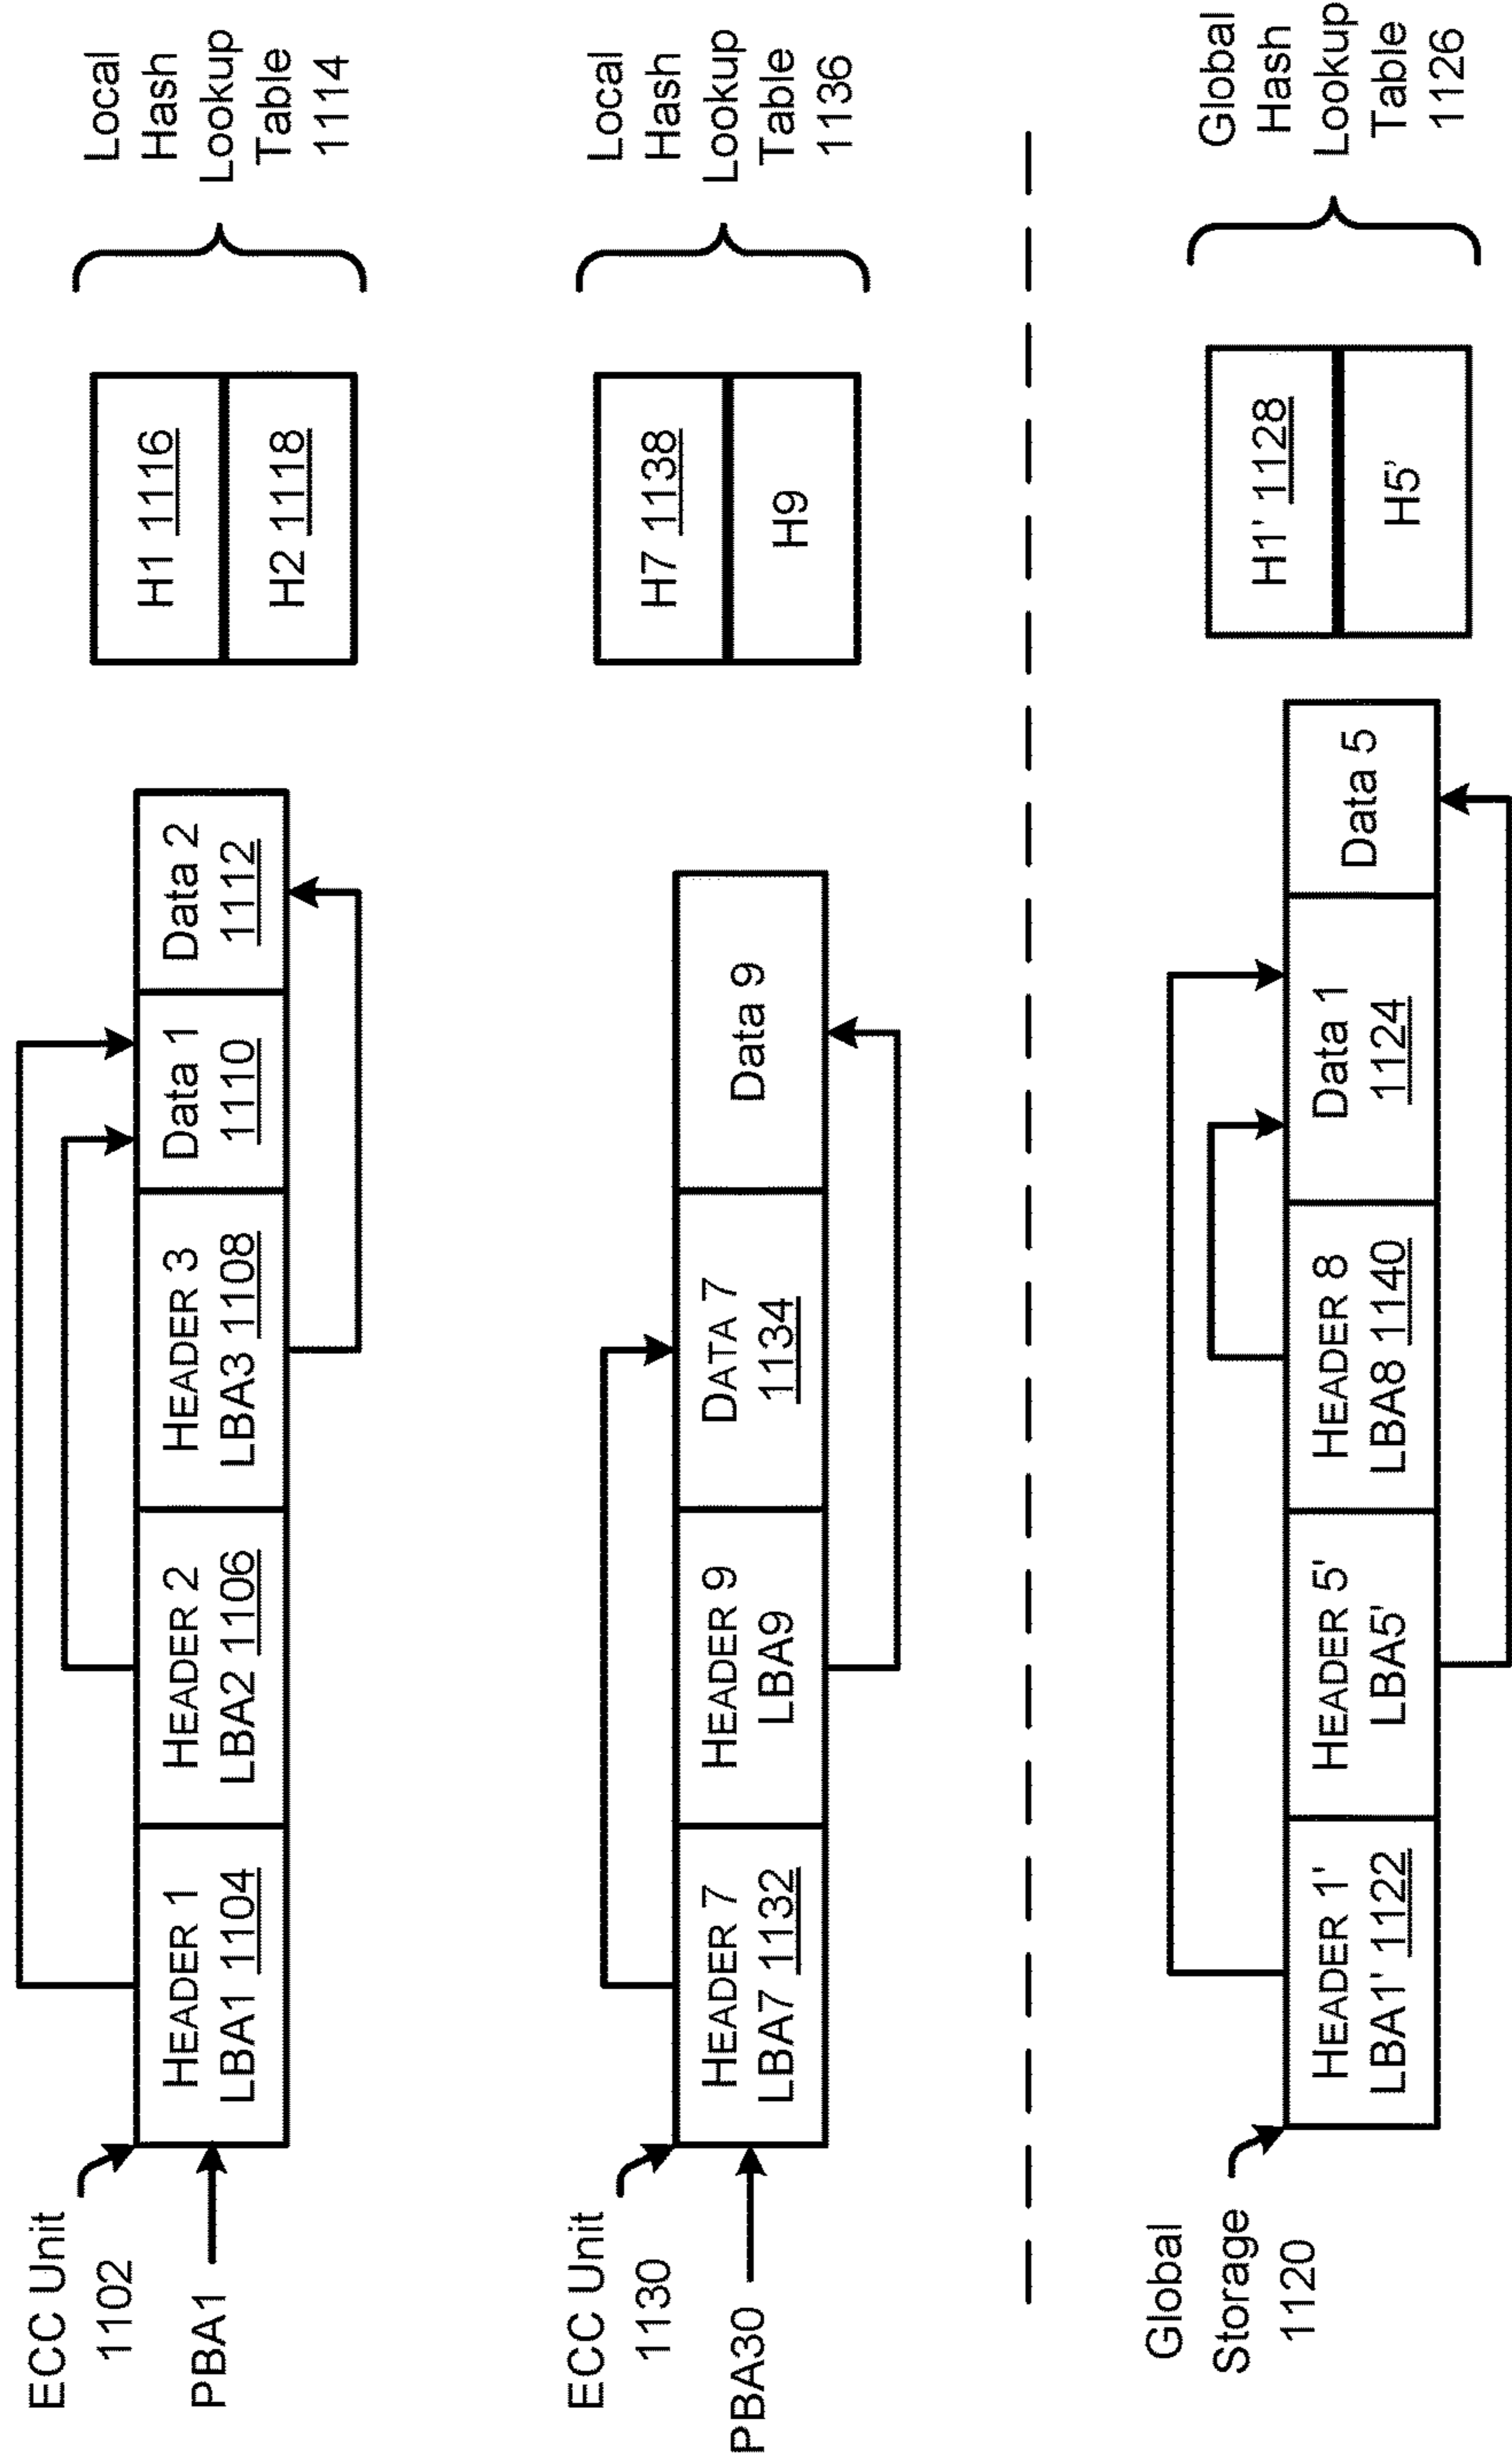 ECC Unit
1102
PBA1
HEADER 1
LBA1 1104
HEADER 2
LBA2 1106
HEADER 3
LBA3 1108
Data 1
1110
Data 2
1112
H1 1116
H2 1118
Local
Hash
Lookup
Table
1114
ECC Unit
1130
PBA30
HEADER 7
LBA7 1132
HEADER 9
LBA9
DATA 7
1134
Data 9
H7 1138
H9
Local
Hash
Lookup
Table
1136
Global
Storage
1120
HEADER 1'
LBA1' 1122
HEADER 5'
LBA5'
HEADER 8
LBA8 1140
Data 1
1124
Data 5
H1' 1128
H5'
Global
Hash
Lookup
Table
1126